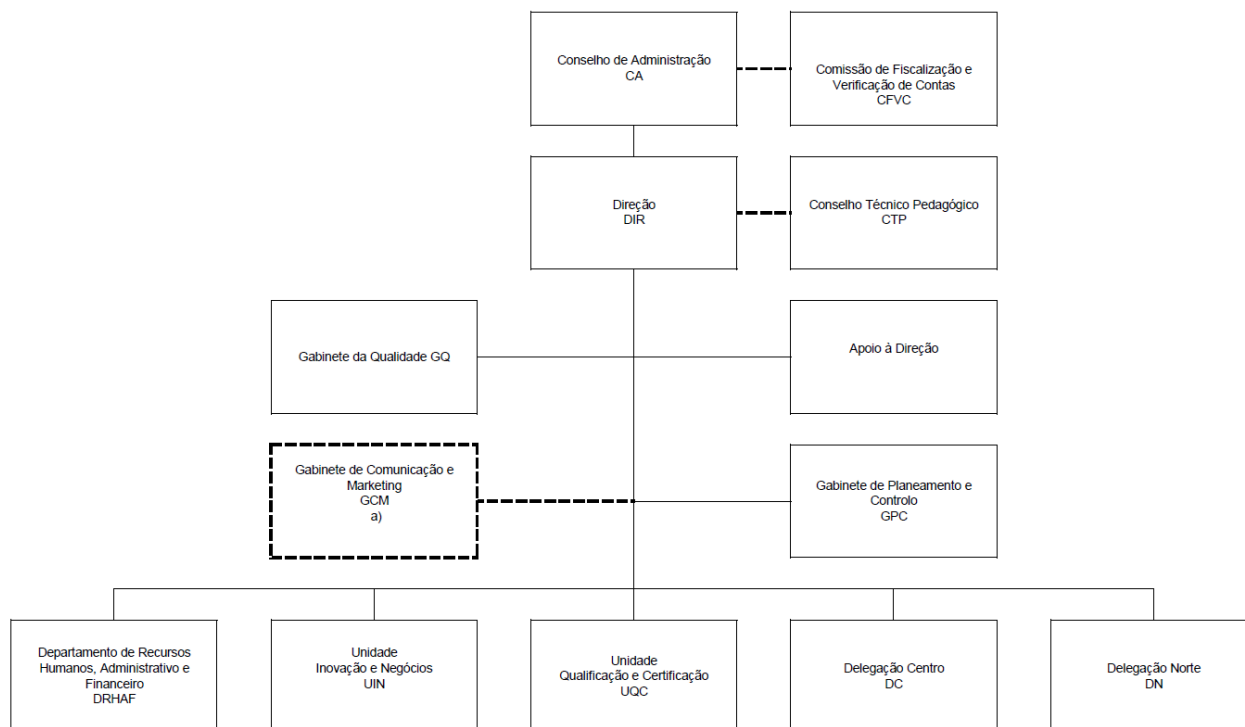 Conselho de Administração
CA
Comissão de Fiscalização e
Verificação de Contas
CFVC
Direção
DIR
Conselho Técnico Pedagógico
CTP
Gabinete da Qualidade GQ
Apoio à Direção
Gabinete de Comunicação e
Marketing
GCM
a)
Gabinete de Planeamento e
Controlo
GPC
Departamento de Recursos
Humanos, Administrativo e
Financeiro
DRHAF
Unidade
Inovação e Negócios
UIN
Unidade
Qualificação e Certificação
UQC
Delegação Centro
DC
Delegação Norte
DN